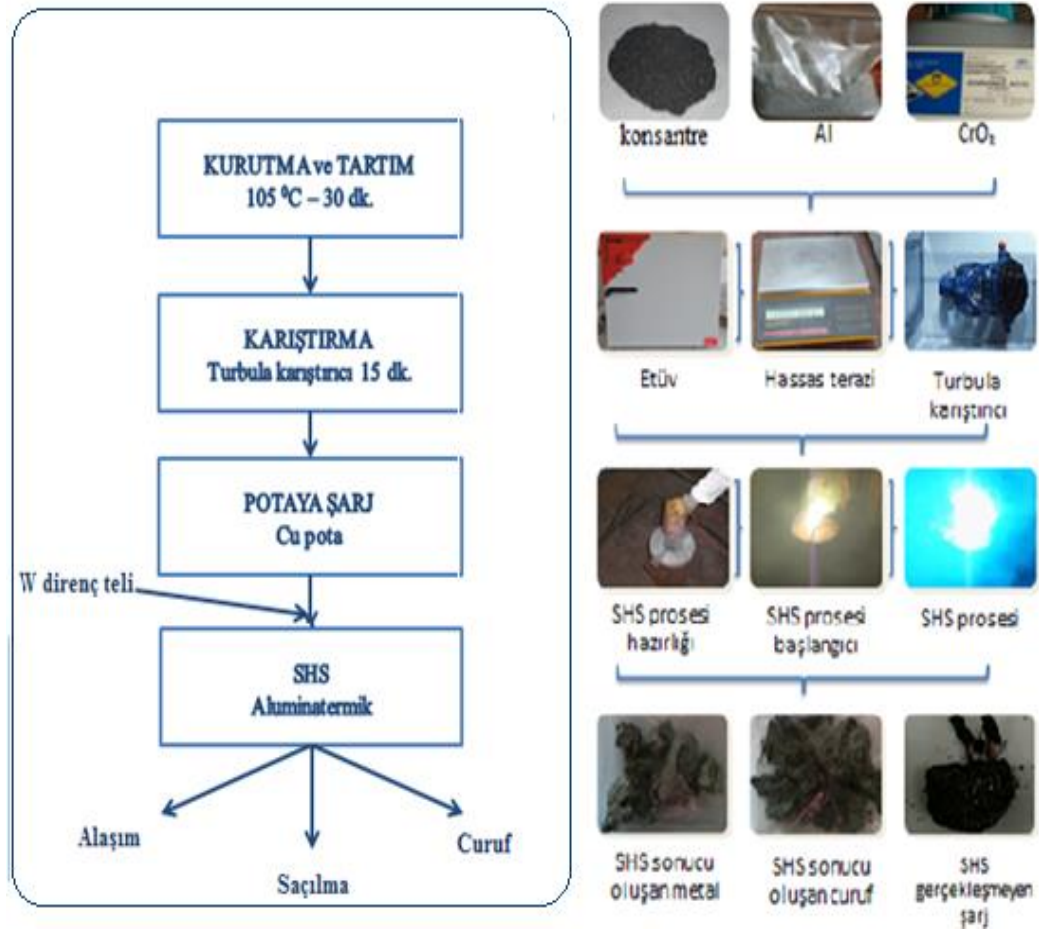 KURUTMA ve TARTIM
105 ⁰C – 30 dk.
KARIŞTIRMA
Turbula karıştırıcı 15 dk.
POTAYA ŞARJ
Cu pota
W direnç teli
SHS
Aluminatermik
Alaşım
Saçılma
Curuf
konsantre
Al
CrO₃
Etüv
Hassas terazi
Turbula
karıştırıcı
SHS prosesi
hazırlığı
SHS prosesi
başlangıcı
SHS prosesi
SHS sonucu
oluşan metal
SHS sonucu
oluşan curuf
SHS
gerçekleşmeyen
şarj